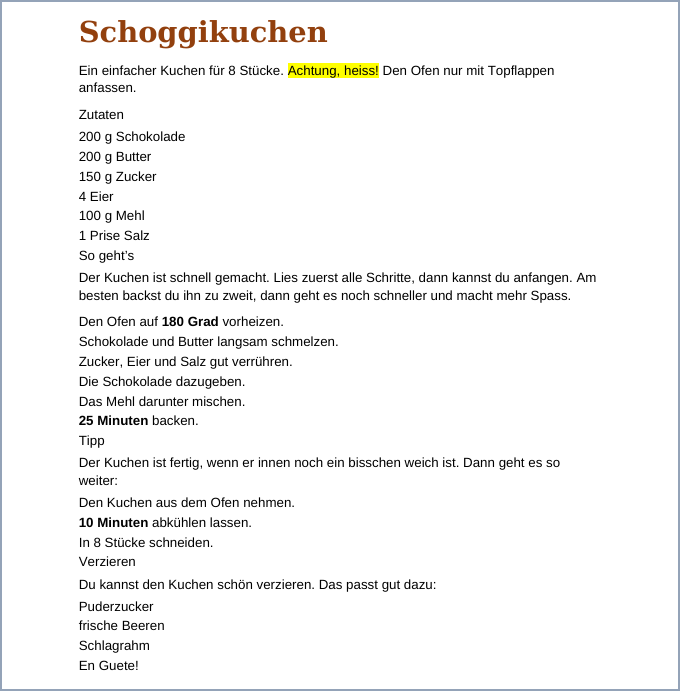 Schoggikuchen
Ein einfacher Kuchen für 8 Stücke. Achtung, heiss! Den Ofen nur mit Topflappen
anfassen.
Zutaten
200 g Schokolade
200 g Butter
150 g Zucker
4 Eier
100 g Mehl
1 Prise Salz
So geht’s
Der Kuchen ist schnell gemacht. Lies zuerst alle Schritte, dann kannst du anfangen. Am
besten backst du ihn zu zweit, dann geht es noch schneller und macht mehr Spass.
Den Ofen auf 180 Grad vorheizen.
Schokolade und Butter langsam schmelzen.
Zucker, Eier und Salz gut verrühren.
Die Schokolade dazugeben.
Das Mehl darunter mischen.
25 Minuten backen.
Tipp
Der Kuchen ist fertig, wenn er innen noch ein bisschen weich ist. Dann geht es so
weiter:
Den Kuchen aus dem Ofen nehmen.
10 Minuten abkühlen lassen.
In 8 Stücke schneiden.
Verzieren
Du kannst den Kuchen schön verzieren. Das passt gut dazu:
Puderzucker
frische Beeren
Schlagrahm
En Guete!